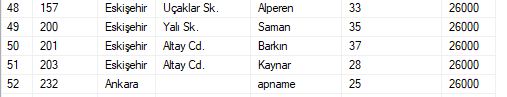 48 157 Eskişehir Uçaklar Sk. Alperen 33 26000
49 200 Eskişehir Yalı Sk. Saman 35 26000
50 201 Eskişehir Altay Cd. Barkın 37 26000
51 203 Eskişehir Altay Cd. Kaynar 28 26000
52 232 Ankara apname 25 26000